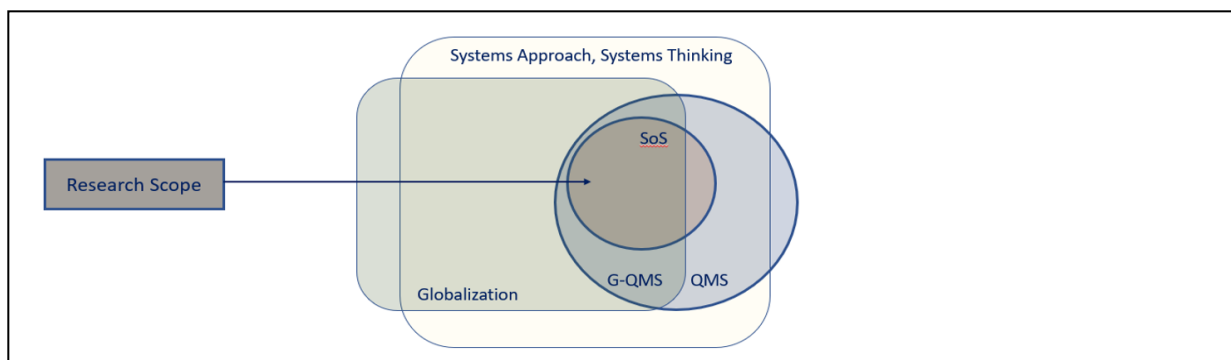 Systems Approach, Systems Thinking
SoS
Research Scope
G-QMS
QMS
Globalization